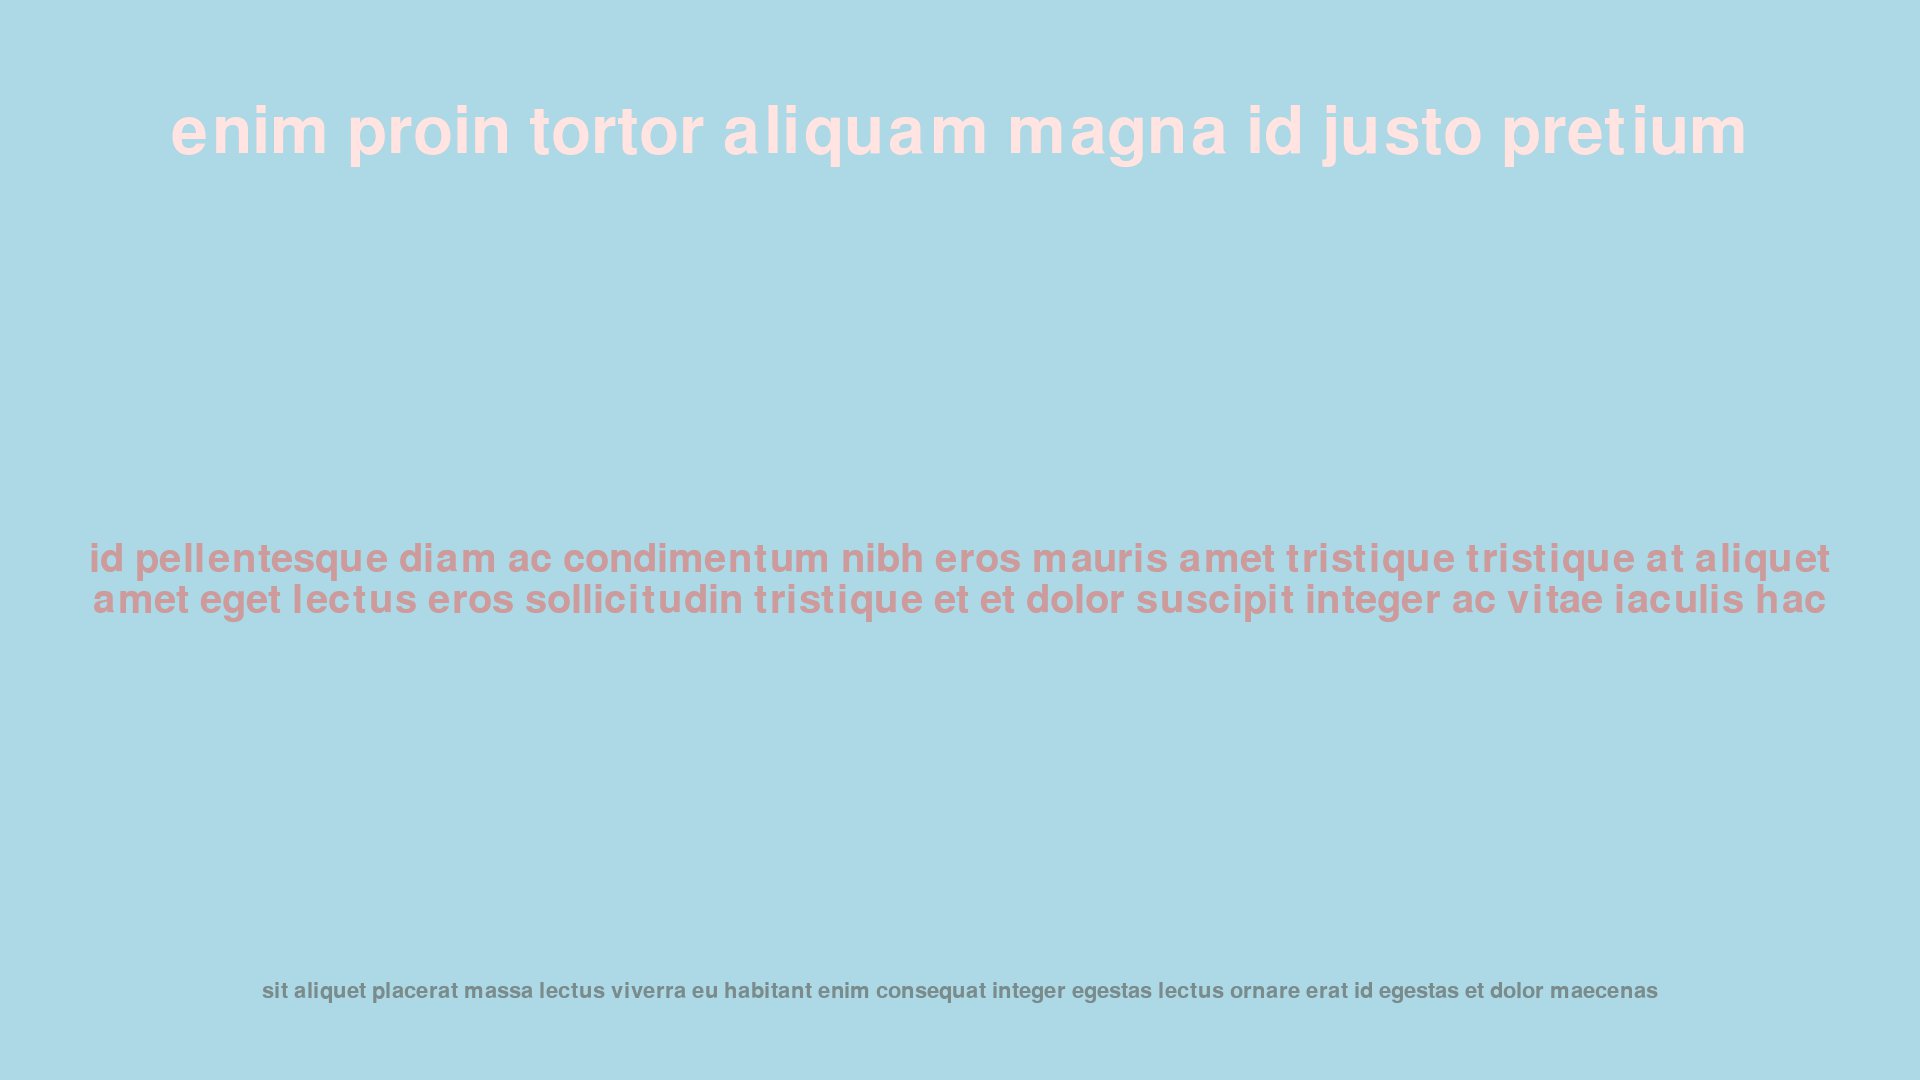 enim proin tortor aliquam magna id justo pretium
id pellentesque diam ac condimentum nibh eros mauris amet tristique tristique at aliquet
amet eget lectus eros sollicitudin tristique et et dolor suscipit integer ac vitae iaculis hac
sit aliquet placerat massa lectus viverra eu habitant enim consequat integer egestas lectus ornare erat id egestas et dolor maecenas